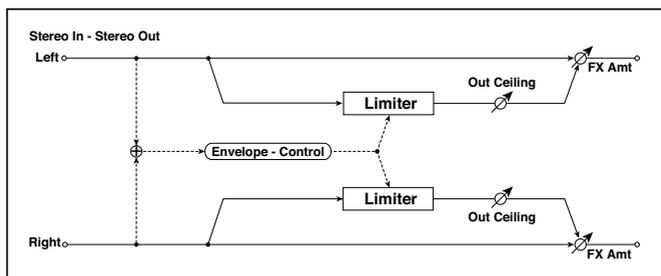 Stereo In - Stereo Out
Left
FX Amt
Out Ceiling
Limiter
Envelope - Control
Limiter
Out Ceiling
Right
FX Amt